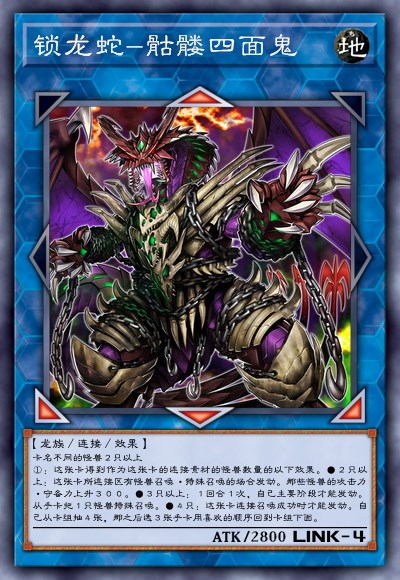 锁龙蛇-骷髅四面鬼
地
【龙族/连接/效果】
卡名不同的怪兽2只以上
①：这张卡得到作为这张卡的连接素材的怪兽数量的以下效果。●2只以
上：这张卡所连接区有怪兽召唤·特殊召唤的场合发动。那些怪兽的攻击力
·守备力上升300。●3只以上：1回合1次，自己主要阶段才能发动。
从手卡把1只怪兽特殊召唤。●4只：这张卡连接召唤成功时才能发动。自
己从卡组抽4张，那之后选3张手卡用喜欢的顺序回到卡组下面。
ATK/2800 LINK-4